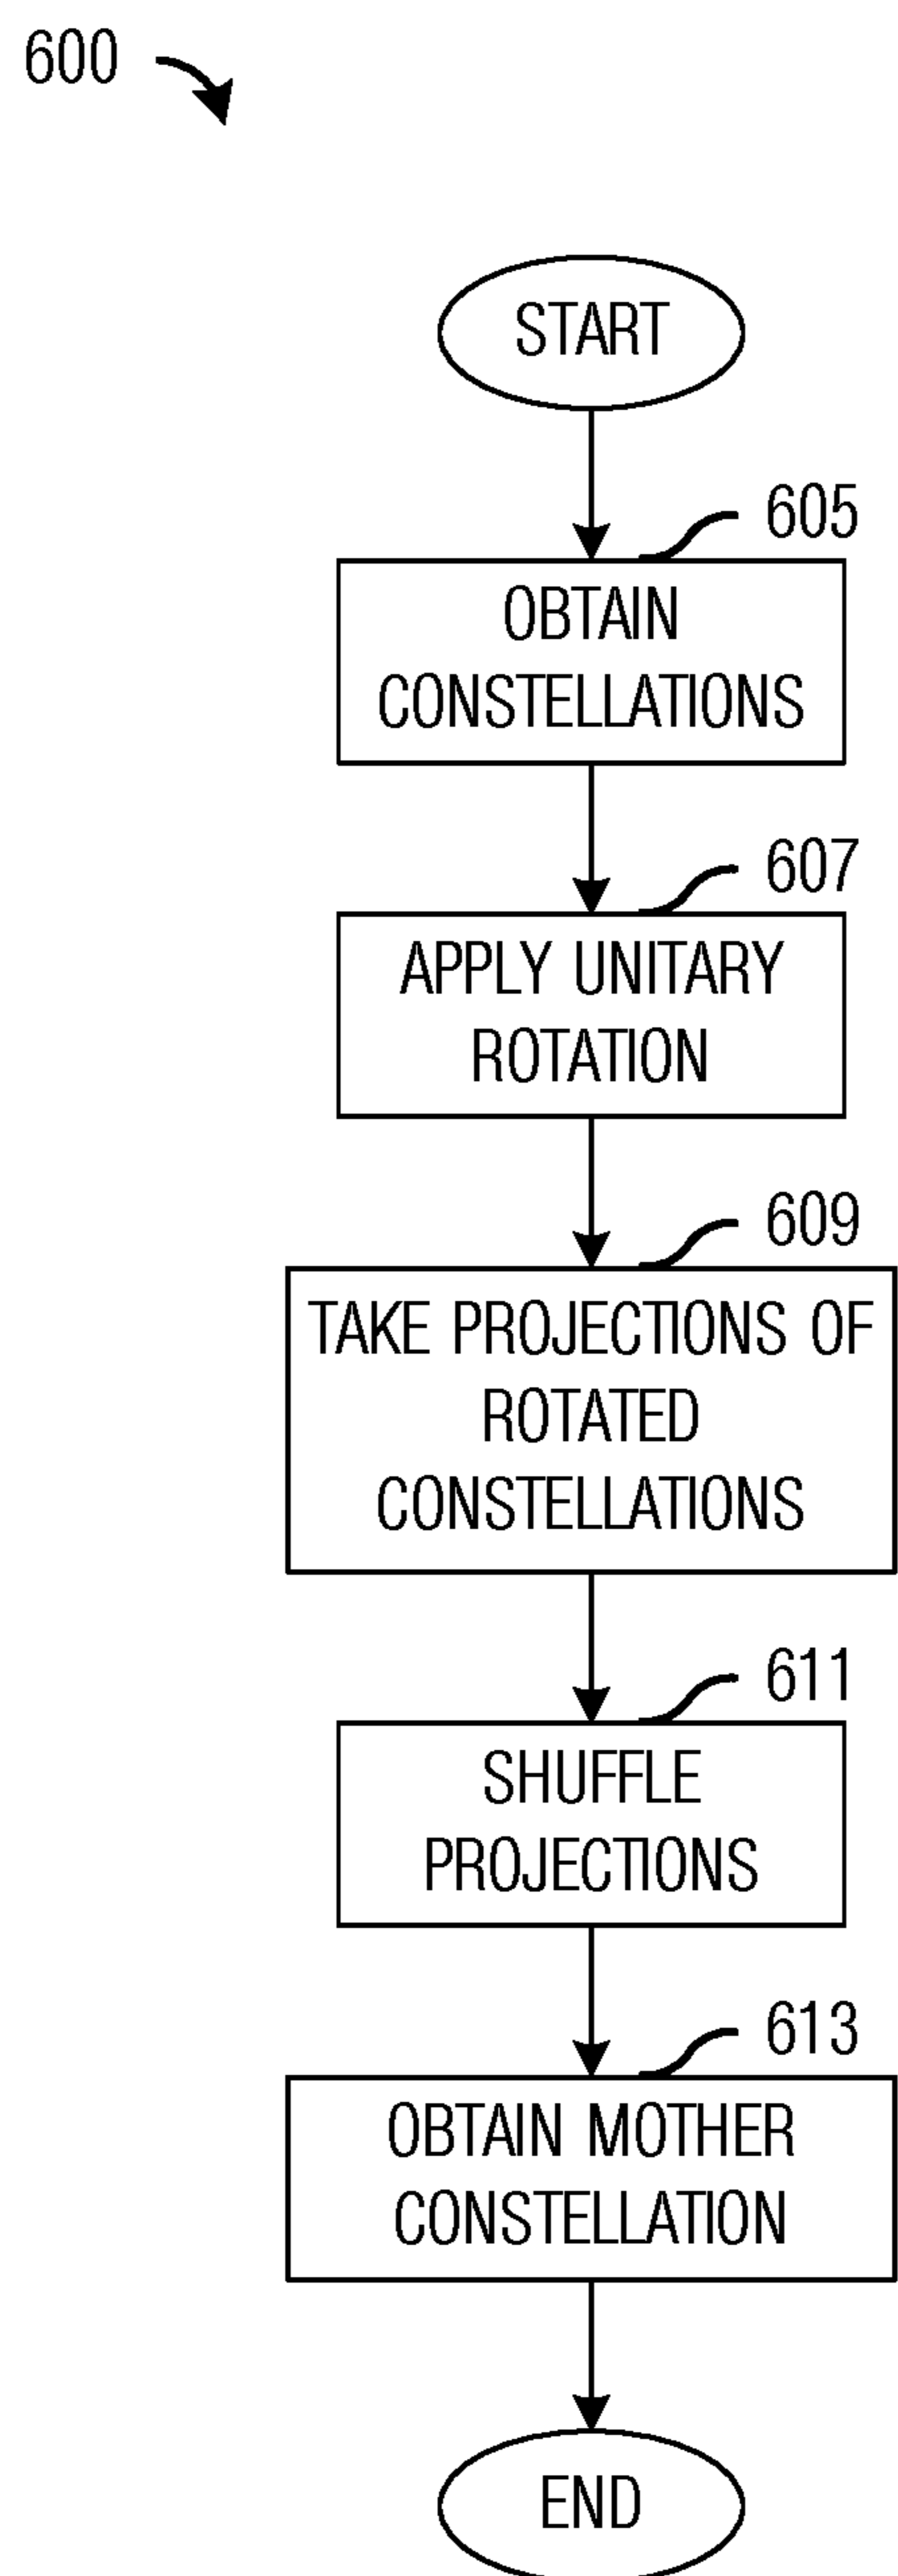 600
START
605
OBTAIN
CONSTELLATIONS
607
APPLY UNITARY
ROTATION
609
TAKE PROJECTIONS OF
ROTATED
CONSTELLATIONS
611
SHUFFLE
PROJECTIONS
613
OBTAIN MOTHER
CONSTELLATION
END